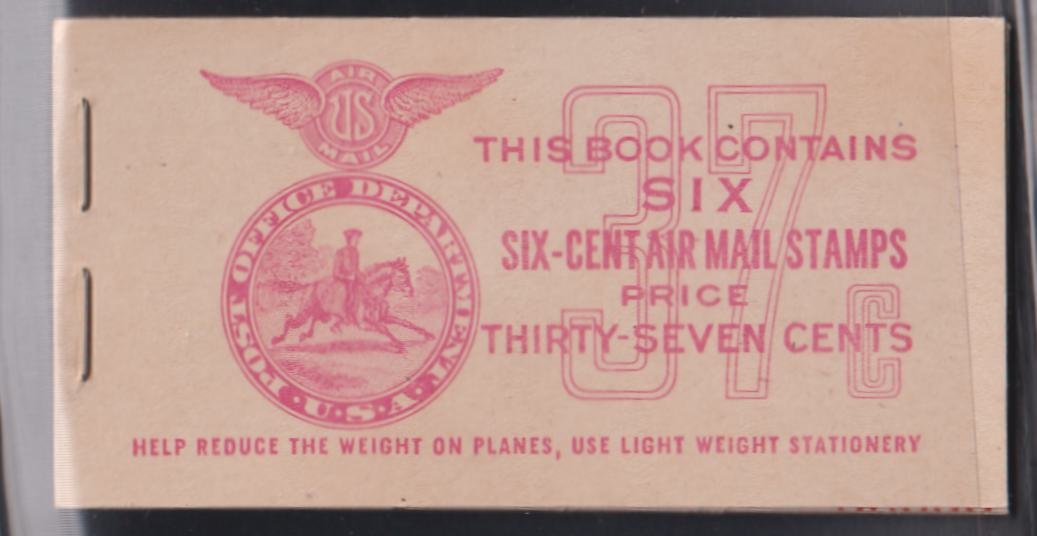 AIR
US
MAIL
POST OFFICE DEPARTMENT
U.S.A.
37c
THIS BOOK CONTAINS
SIX
SIX-CENT AIR MAIL STAMPS
PRICE
THIRTY-SEVEN CENTS
HELP REDUCE THE WEIGHT ON PLANES, USE LIGHT WEIGHT STATIONERY